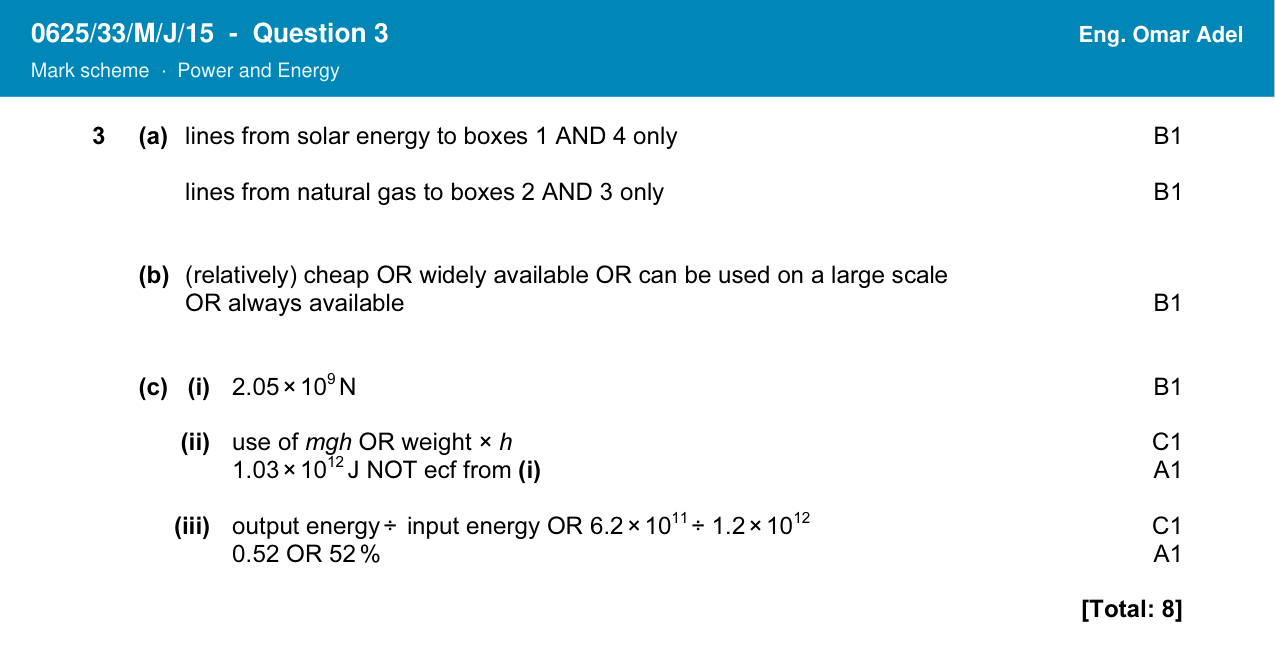 0625/33/M/J/15 - Question 3
Eng. Omar Adel
Mark scheme · Power and Energy
3 (a) lines from solar energy to boxes 1 AND 4 only B1
lines from natural gas to boxes 2 AND 3 only B1
(b) (relatively) cheap OR widely available OR can be used on a large scale
OR always available B1
(c) (i) 2.05 × 10⁹ N B1
(ii) use of mgh OR weight × h C1
1.03 × 10¹² J NOT ecf from (i) A1
(iii) output energy ÷ input energy OR 6.2 × 10¹¹ ÷ 1.2 × 10¹² C1
0.52 OR 52 % A1
[Total: 8]